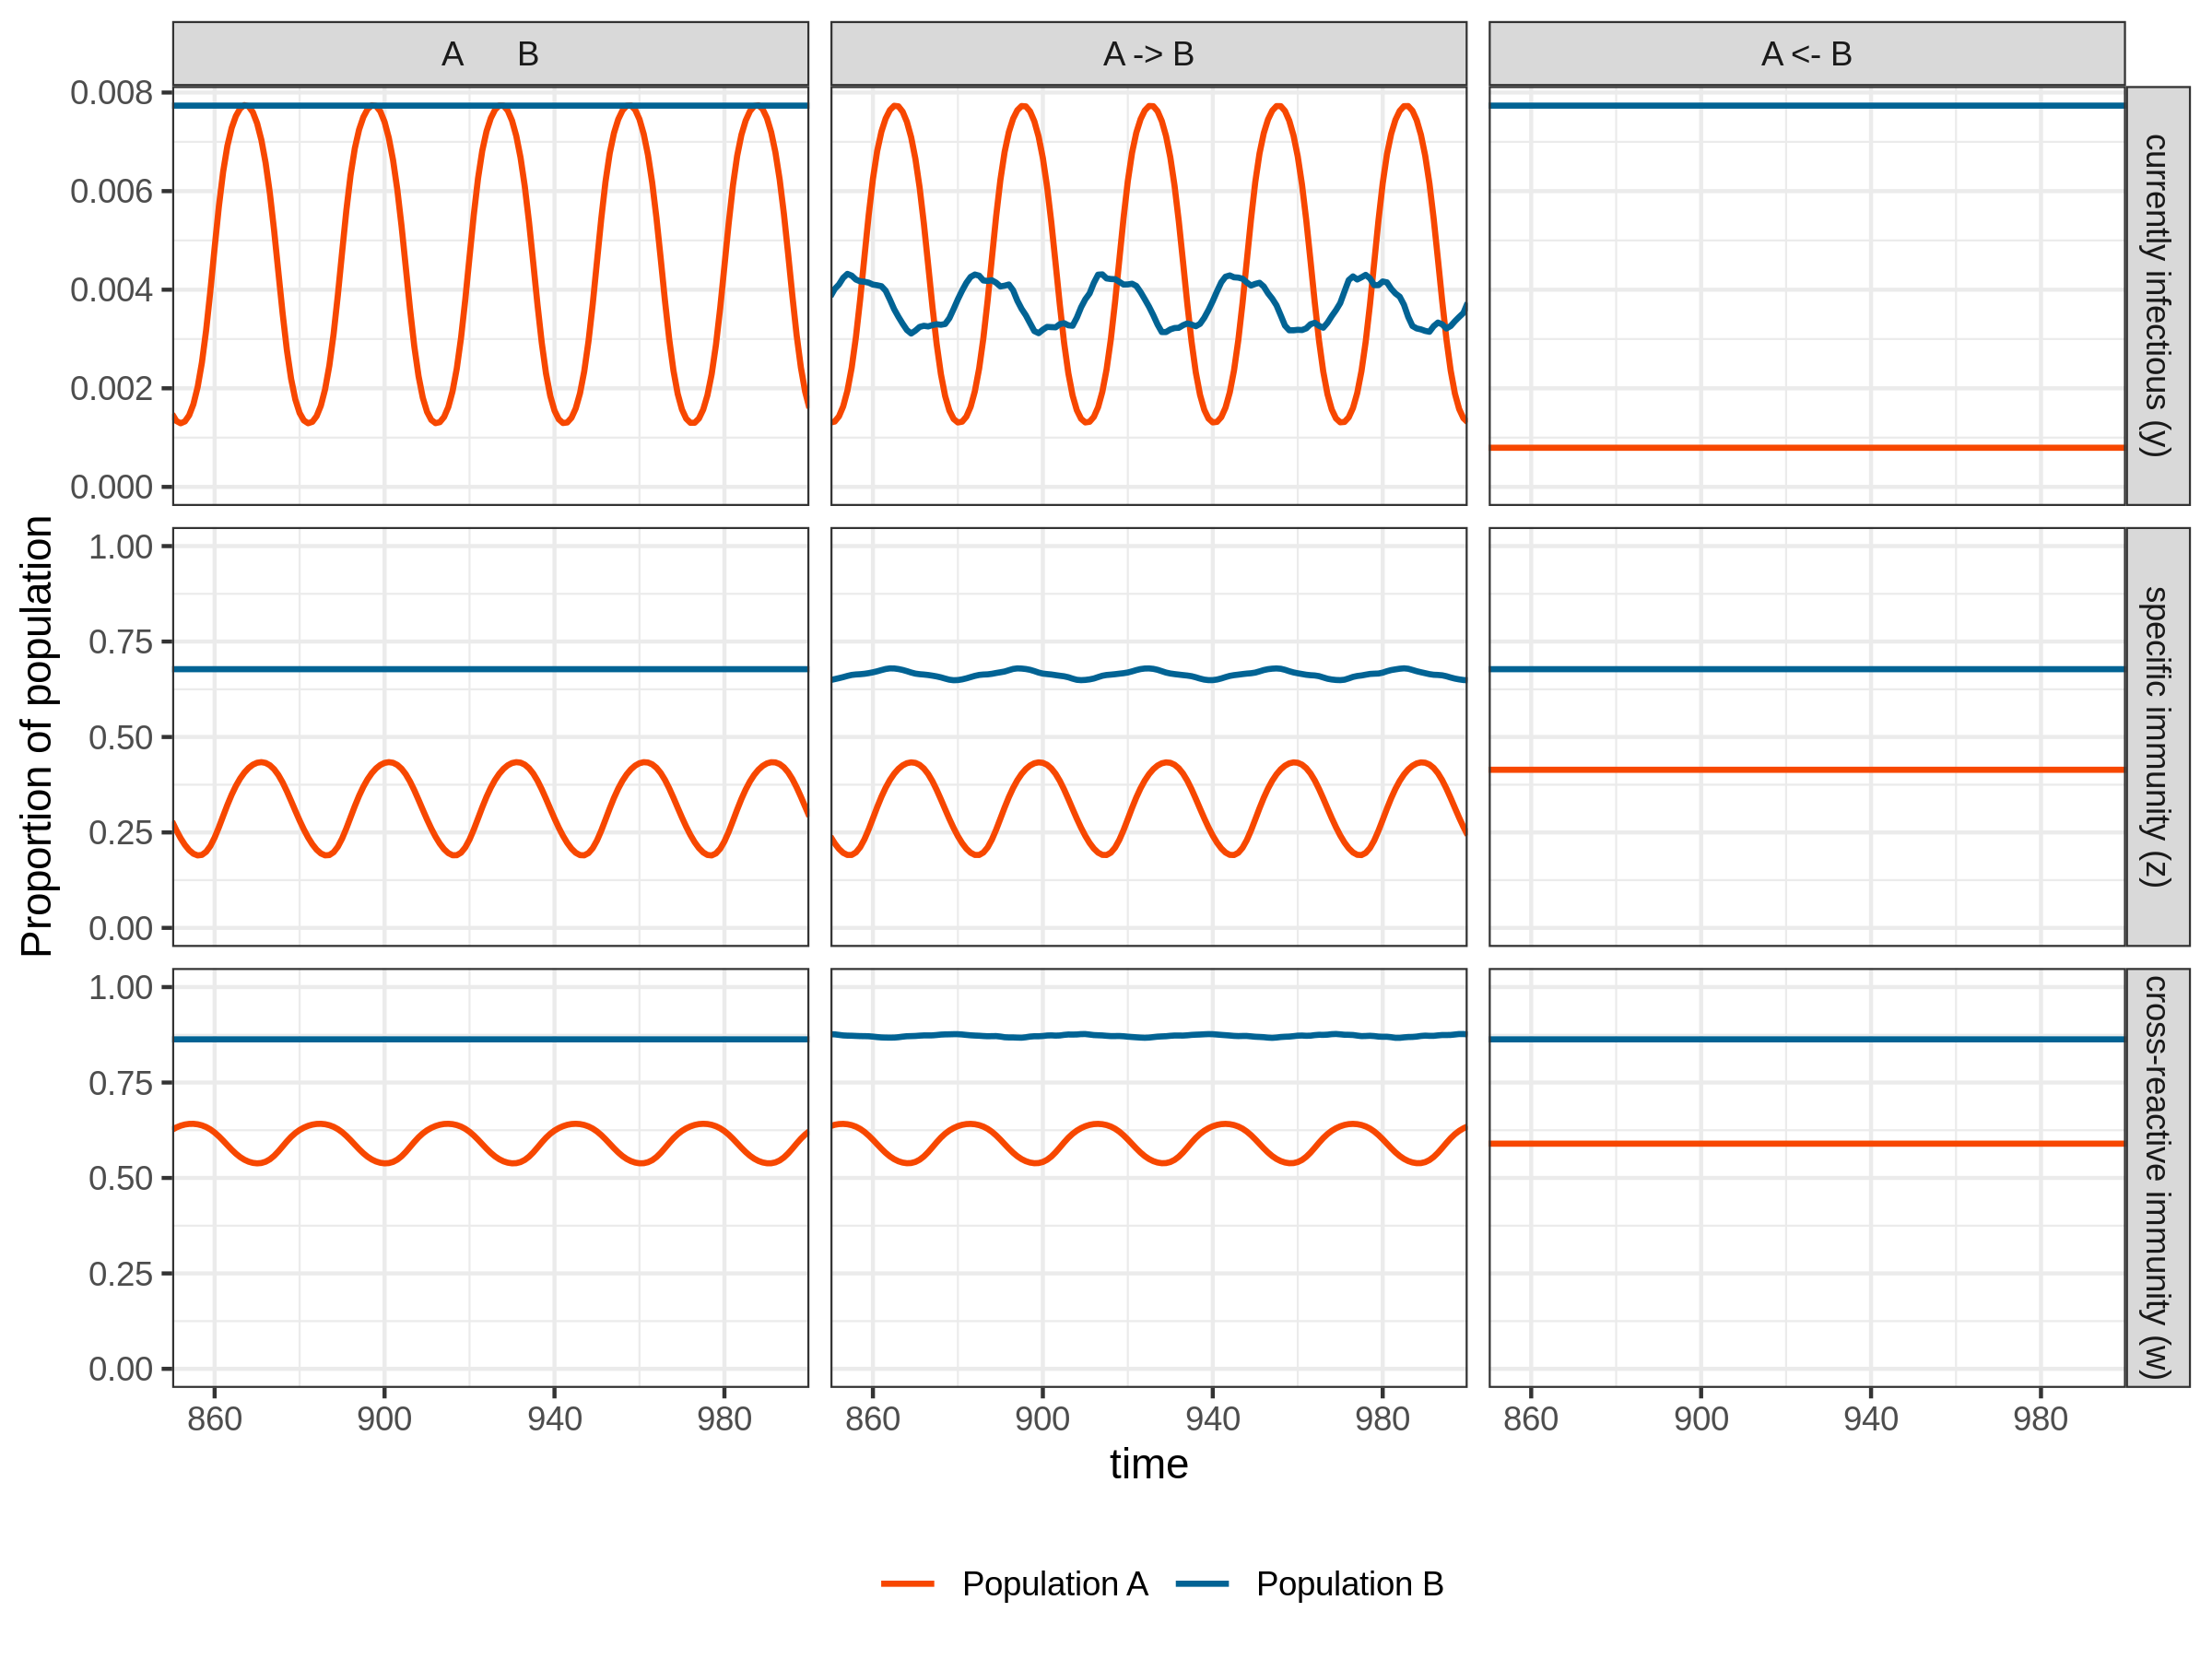 A B
A -> B
A <- B
0.008
0.006
0.004
0.002
0.000
currently infectious (y)
Proportion of population
1.00
0.75
0.50
0.25
0.00
specific immunity (z)
1.00
0.75
0.50
0.25
0.00
cross-reactive immunity (w)
860 900 940 980
860 900 940 980
860 900 940 980
time
Population A
Population B